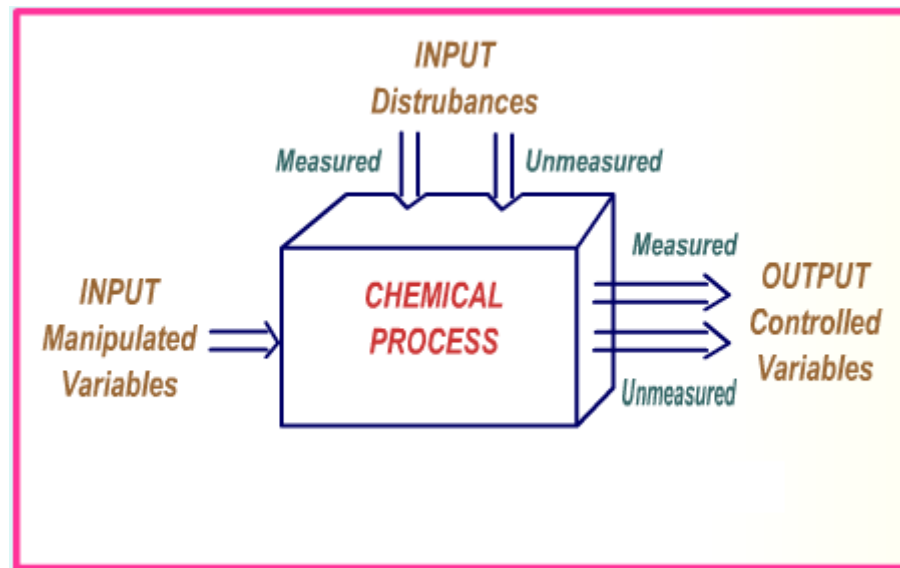 INPUT
Distrubances
Measured
Unmeasured
Measured
INPUT
Manipulated
Variables
CHEMICAL
PROCESS
OUTPUT
Controlled
Variables
Unmeasured